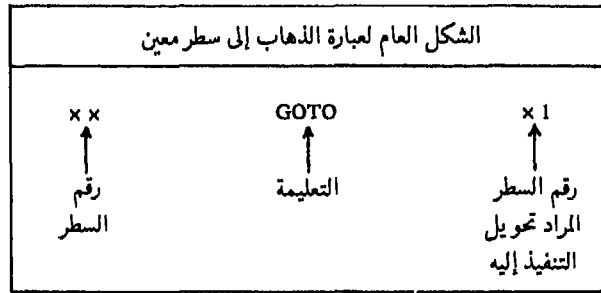 الشكل العام لعبارة الذهاب إلى سطر معين
×× GOTO ×1
رقم التعليمة رقم السطر
السطر المراد تحويل
التنفيذ إليه